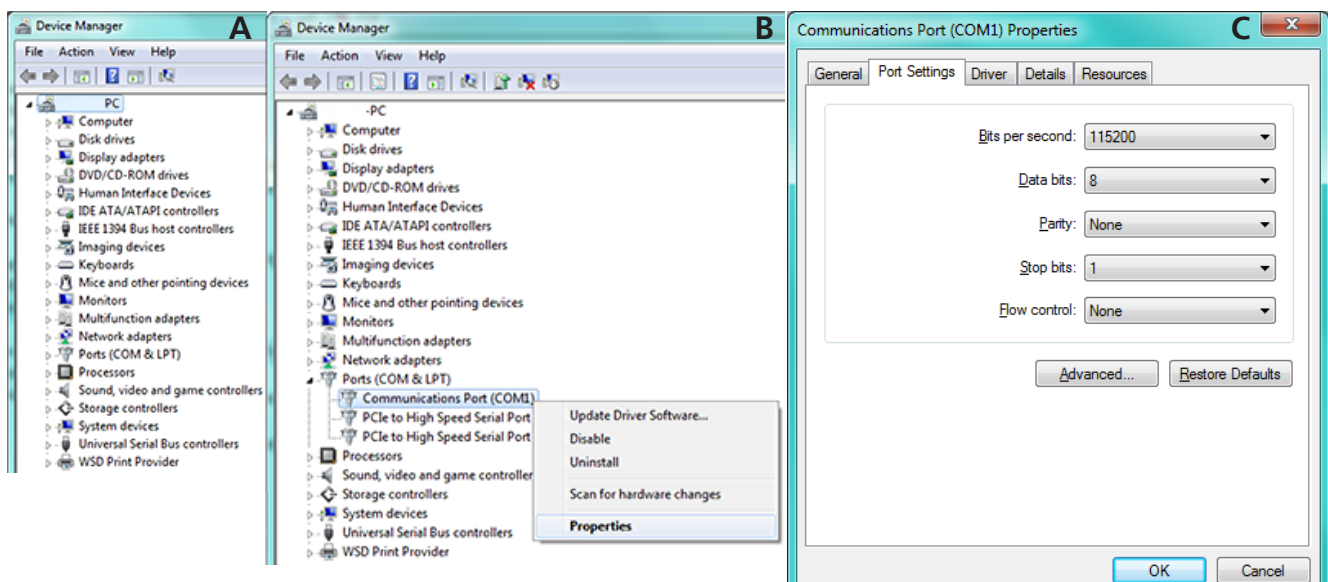 Device Manager A
File Action View Help
PC
Computer
Disk drives
Display adapters
DVD/CD-ROM drives
Human Interface Devices
IDE ATA/ATAPI controllers
IEEE 1394 Bus host controllers
Imaging devices
Keyboards
Mice and other pointing devices
Monitors
Multifunction adapters
Network adapters
Ports (COM & LPT)
Processors
Sound, video and game controllers
Storage controllers
System devices
Universal Serial Bus controllers
WSD Print Provider
Device Manager B
File Action View Help
-PC
Computer
Disk drives
Display adapters
DVD/CD-ROM drives
Human Interface Devices
IDE ATA/ATAPI controllers
IEEE 1394 Bus host controllers
Imaging devices
Keyboards
Mice and other pointing devices
Monitors
Multifunction adapters
Network adapters
Ports (COM & LPT)
Communications Port (COM1)
PCIe to High Speed Serial Port
PCIe to High Speed Serial Port
Processors
Sound, video and game controller
Storage controllers
System devices
Universal Serial Bus controllers
WSD Print Provider
Update Driver Software...
Disable
Uninstall
Scan for hardware changes
Properties
Communications Port (COM1) Properties C
General Port Settings Driver Details Resources
Bits per second: 115200
Data bits: 8
Parity: None
Stop bits: 1
Flow control: None
Advanced... Restore Defaults
OK Cancel